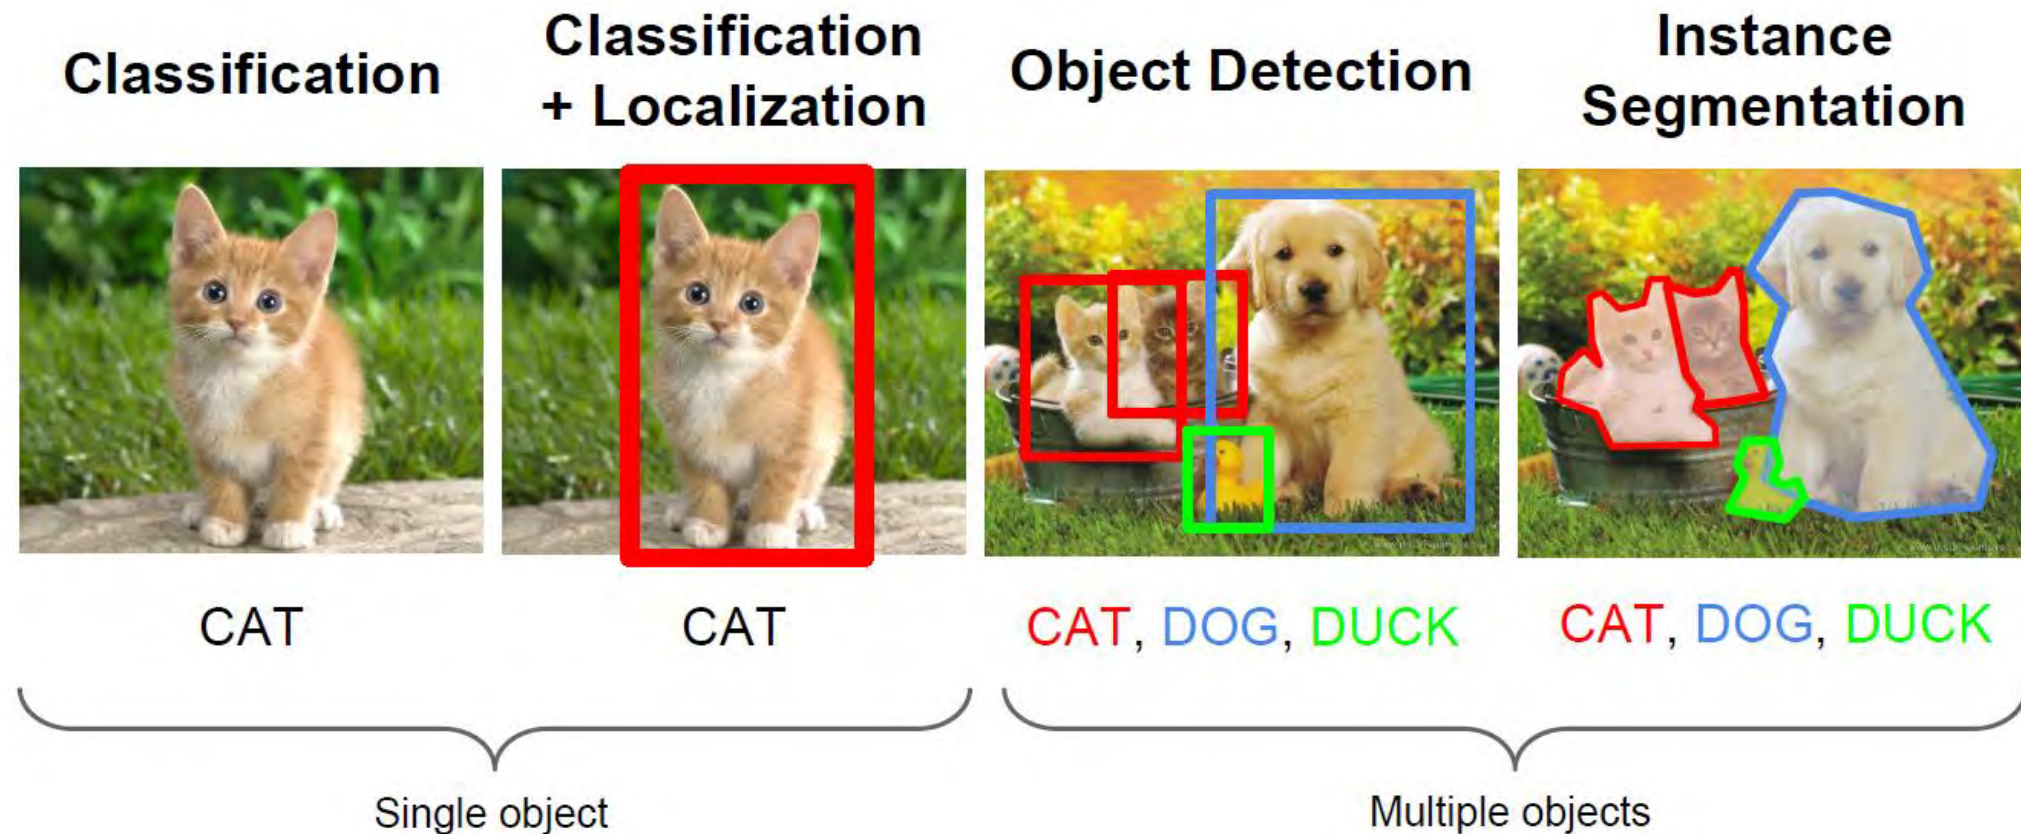 Classification
Classification
+ Localization
Object Detection
Instance
Segmentation
CAT
CAT
CAT, DOG, DUCK
CAT, DOG, DUCK
Single object
Multiple objects